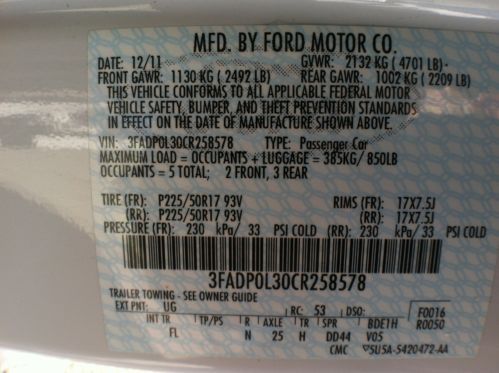 MFD. BY FORD MOTOR CO.
DATE: 12/11 GVWR: 2132 KG ( 4701 LB)-
FRONT GAWR: 1130 KG ( 2492 LB) REAR GAWR: 1002 KG ( 2209 LB)
THIS VEHICLE CONFORMS TO ALL APPLICABLE FEDERAL MOTOR
VEHICLE SAFETY, BUMPER, AND THEFT PREVENTION STANDARDS
IN EFFECT ON THE DATE OF MANUFACTURE SHOWN ABOVE.
VIN: 3FADP0L30CR258578 TYPE: Passenger Car
MAXIMUM LOAD = OCCUPANTS + LUGGAGE = 385KG/ 850LB
OCCUPANTS = 5 TOTAL; 2 FRONT, 3 REAR
TIRE (FR): P225/50R17 93V RIMS (FR): 17X7.5J
(RR): P225/50R17 93V (RR): 17X7.5J
PRESSURE (FR): 230 kPa/ 33 PSI COLD (RR): 230 kPa/ 33 PSI COLD
3FADP0L30CR258578
TRAILER TOWING - SEE OWNER GUIDE
EXT PNT: UG RC: 53 DSO: F0016
INT TR TP/PS R AXLE TR SPR BDE1H R0050
FL N 25 H DD44 V05
CMC 5U5A-5420472-AA